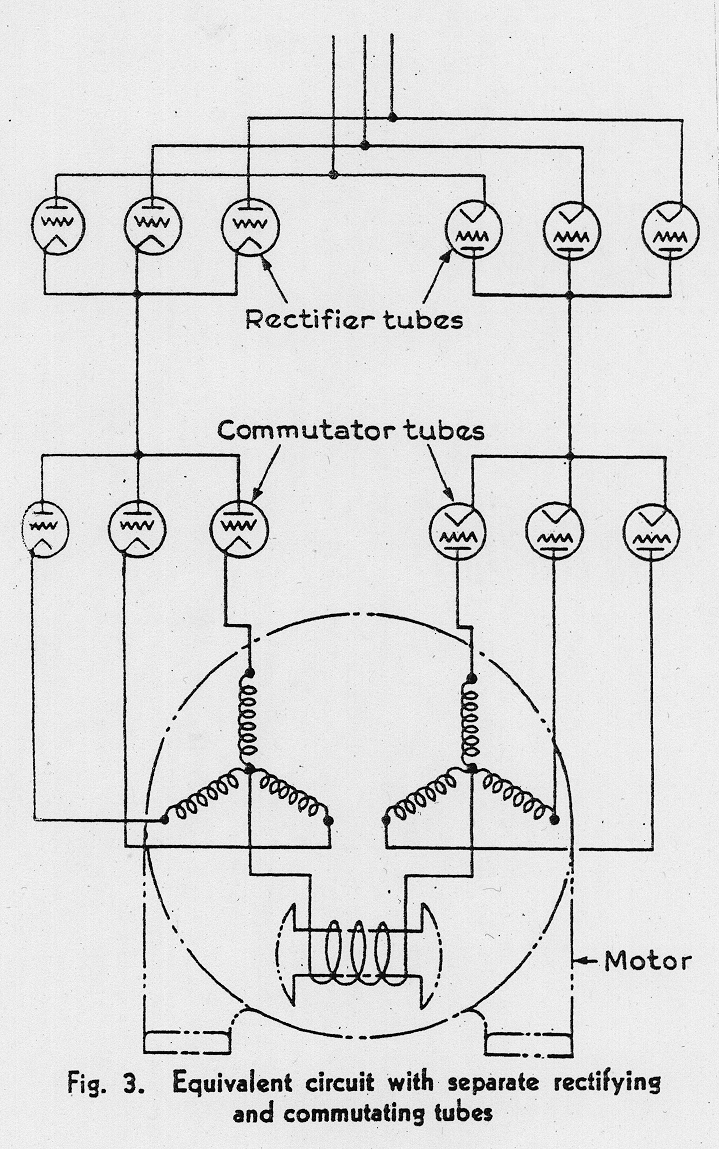 Rectifier tubes
Commutator tubes
Motor
Fig. 3. Equivalent circuit with separate rectifying
and commutating tubes